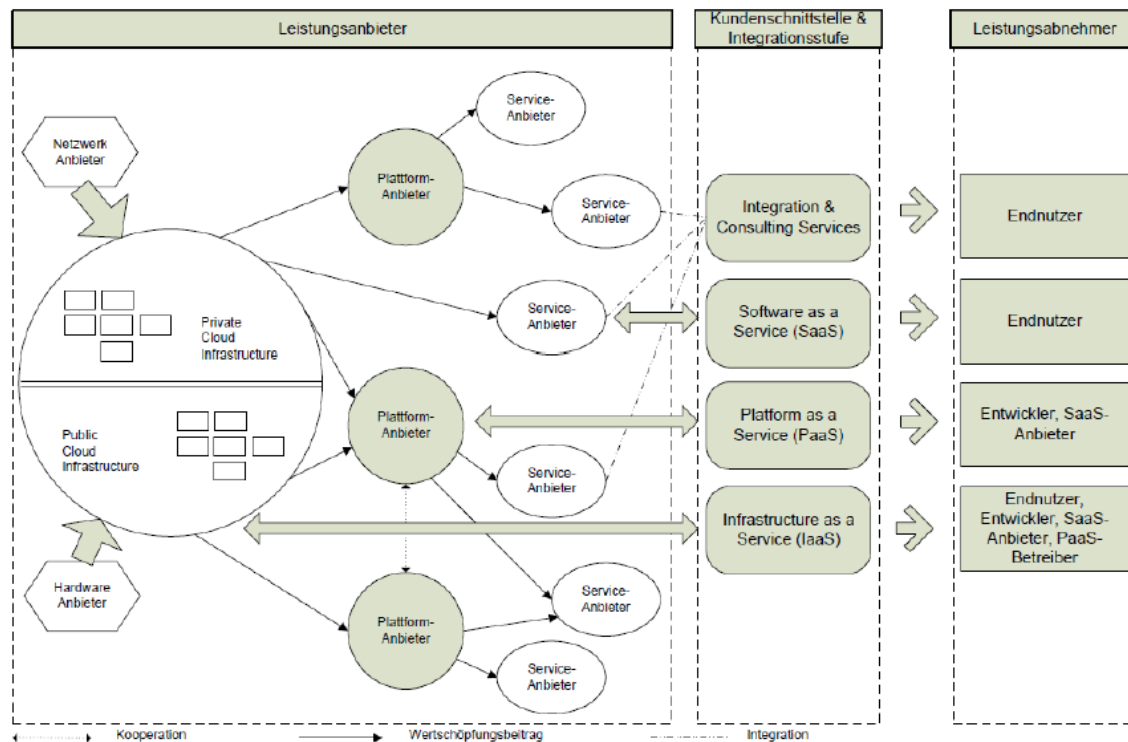 Leistungsanbieter
Kundenschnittstelle &
Integrationsstufe
Leistungsabnehmer
Netzwerk
Anbieter
Plattform-
Anbieter
Service-
Anbieter
Service-
Anbieter
Service-
Anbieter
Private
Cloud
Infrastructure
Public
Cloud
Infrastructure
Plattform-
Anbieter
Service-
Anbieter
Hardware
Anbieter
Plattform-
Anbieter
Service-
Anbieter
Service-
Anbieter
Integration &
Consulting Services
Software as a
Service (SaaS)
Platform as a
Service (PaaS)
Infrastructure as a
Service (IaaS)
Endnutzer
Endnutzer
Entwickler, SaaS-
Anbieter
Endnutzer,
Entwickler, SaaS-
Anbieter, PaaS-
Betreiber
Kooperation
Wertschöpfungsbeitrag
Integration